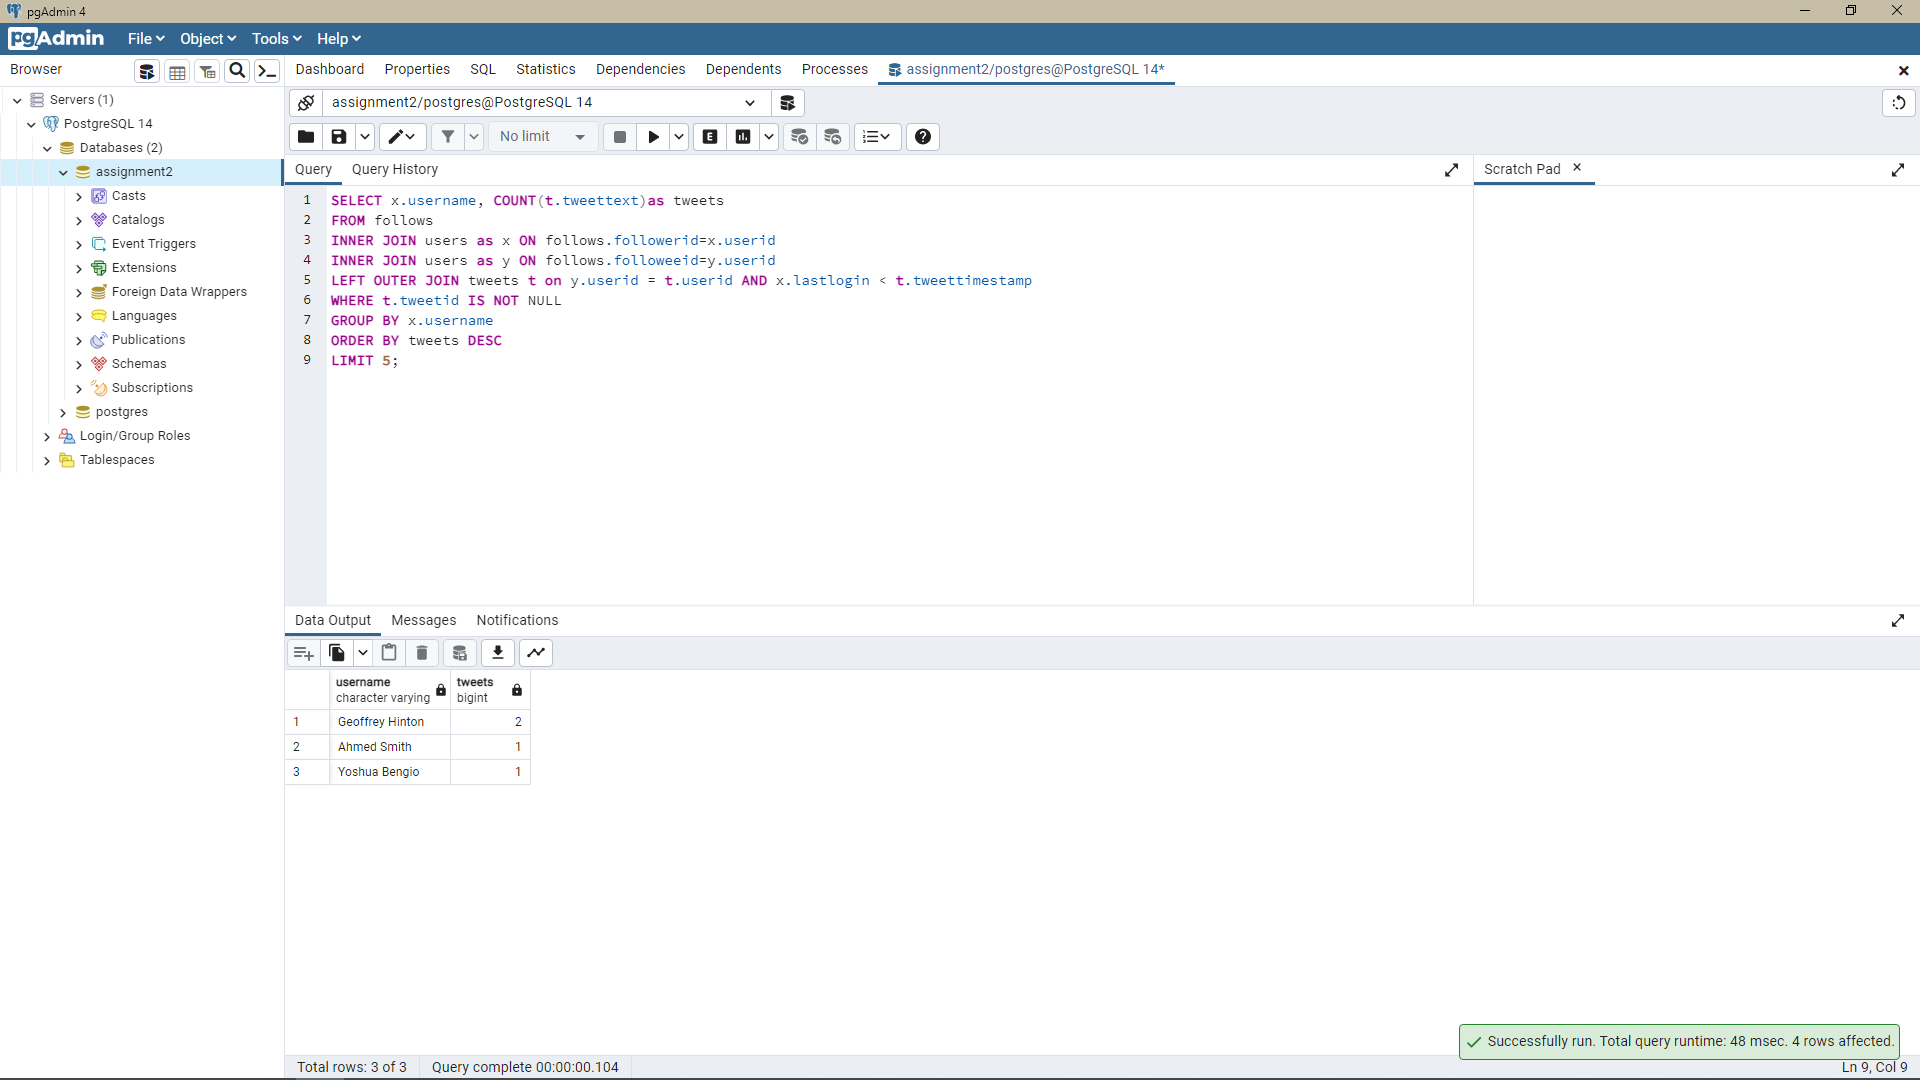 pgAdmin 4
pgAdmin File Object Tools Help
Browser
Dashboard Properties SQL Statistics Dependencies Dependents Processes assignment2/postgres@PostgreSQL 14*
Servers (1)
PostgreSQL 14
Databases (2)
assignment2
Casts
Catalogs
Event Triggers
Extensions
Foreign Data Wrappers
Languages
Publications
Schemas
Subscriptions
postgres
Login/Group Roles
Tablespaces
assignment2/postgres@PostgreSQL 14
No limit
E
Query Query History
Scratch Pad
1 SELECT x.username, COUNT(t.tweettext)as tweets
2 FROM follows
3 INNER JOIN users as x ON follows.followerid=x.userid
4 INNER JOIN users as y ON follows.followeeid=y.userid
5 LEFT OUTER JOIN tweets t on y.userid = t.userid AND x.lastlogin < t.tweettimestamp
6 WHERE t.tweetid IS NOT NULL
7 GROUP BY x.username
8 ORDER BY tweets DESC
9 LIMIT 5;
Data Output Messages Notifications
username tweets
character varying bigint
1 Geoffrey Hinton 2
2 Ahmed Smith 1
3 Yoshua Bengio 1
Successfully run. Total query runtime: 48 msec. 4 rows affected.
Total rows: 3 of 3 Query complete 00:00:00.104 Ln 9, Col 9